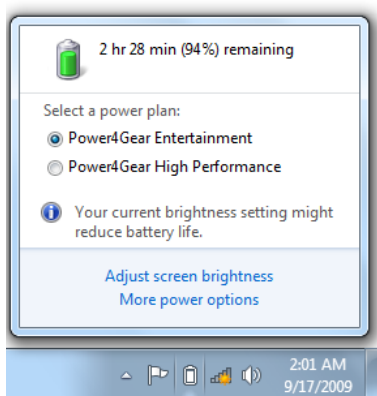 2 hr 28 min (94%) remaining
Select a power plan:
Power4Gear Entertainment
Power4Gear High Performance
Your current brightness setting might
reduce battery life.
Adjust screen brightness
More power options
2:01 AM
9/17/2009